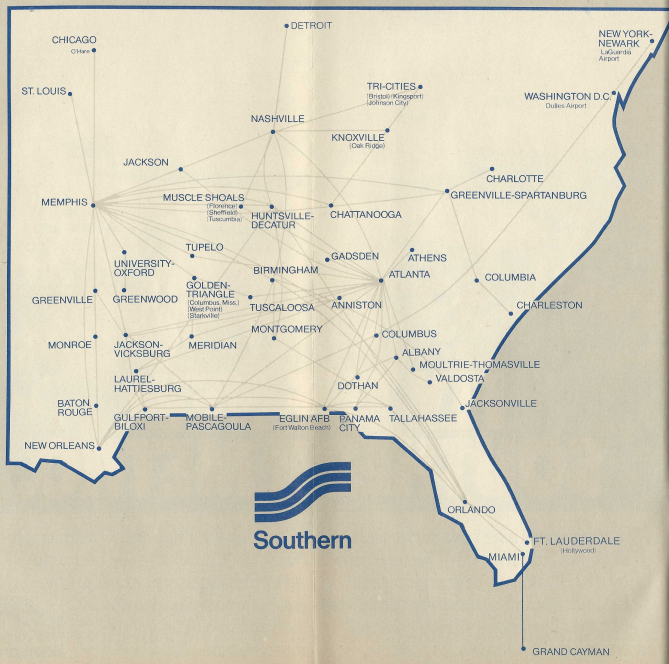 DETROIT
CHICAGO
O'Hare
NEW YORK-
NEWARK
LaGuardia
Airport
ST. LOUIS
TRI-CITIES
(Bristol) (Kingsport)
(Johnson City)
WASHINGTON D.C.
Dulles Airport
NASHVILLE
KNOXVILLE
(Oak Ridge)
JACKSON
CHARLOTTE
MEMPHIS
MUSCLE SHOALS
(Florence)
(Sheffield)
(Tuscumbia)
HUNTSVILLE-
DECATUR
CHATTANOOGA
GREENVILLE-SPARTANBURG
TUPELO
UNIVERSITY-
OXFORD
GADSDEN
ATHENS
BIRMINGHAM
ATLANTA
COLUMBIA
GREENVILLE
GREENWOOD
GOLDEN-
TRIANGLE
(Columbus, Miss.)
(West Point)
(Starkville)
TUSCALOOSA
ANNISTON
CHARLESTON
MONROE
JACKSON-
VICKSBURG
MERIDIAN
MONTGOMERY
COLUMBUS
ALBANY
MOULTRIE-THOMASVILLE
VALDOSTA
LAUREL-
HATTIESBURG
DOTHAN
BATON
ROUGE
GULFPORT-
BILOXI
MOBILE-
PASCAGOULA
EGLIN AFB
(Fort Walton Beach)
PANAMA
CITY
TALLAHASSEE
JACKSONVILLE
NEW ORLEANS
ORLANDO
Southern
FT. LAUDERDALE
(Hollywood)
MIAMI
GRAND CAYMAN